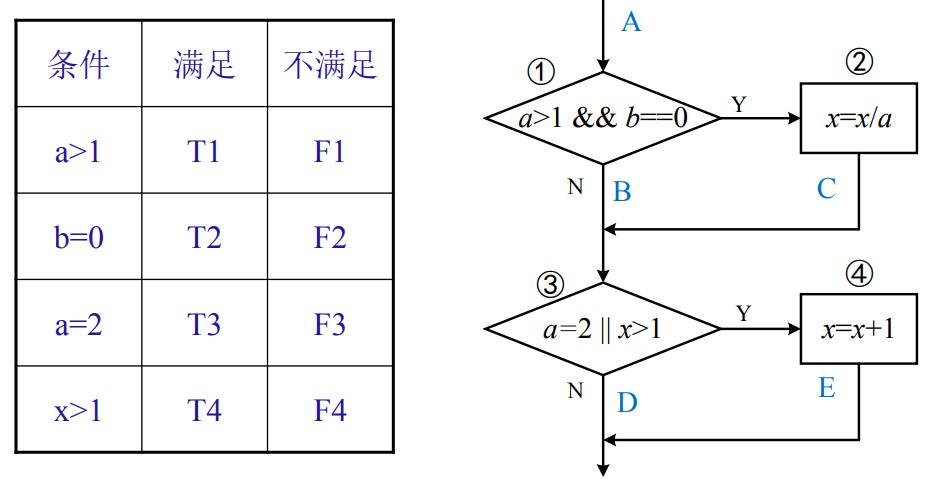 条件 满足 不满足
a>1 T1 F1
b=0 T2 F2
a=2 T3 F3
x>1 T4 F4
A
①
a>1 && b==0
Y
②
x=x/a
N
B
C
③
a=2 || x>1
Y
④
x=x+1
N
D
E